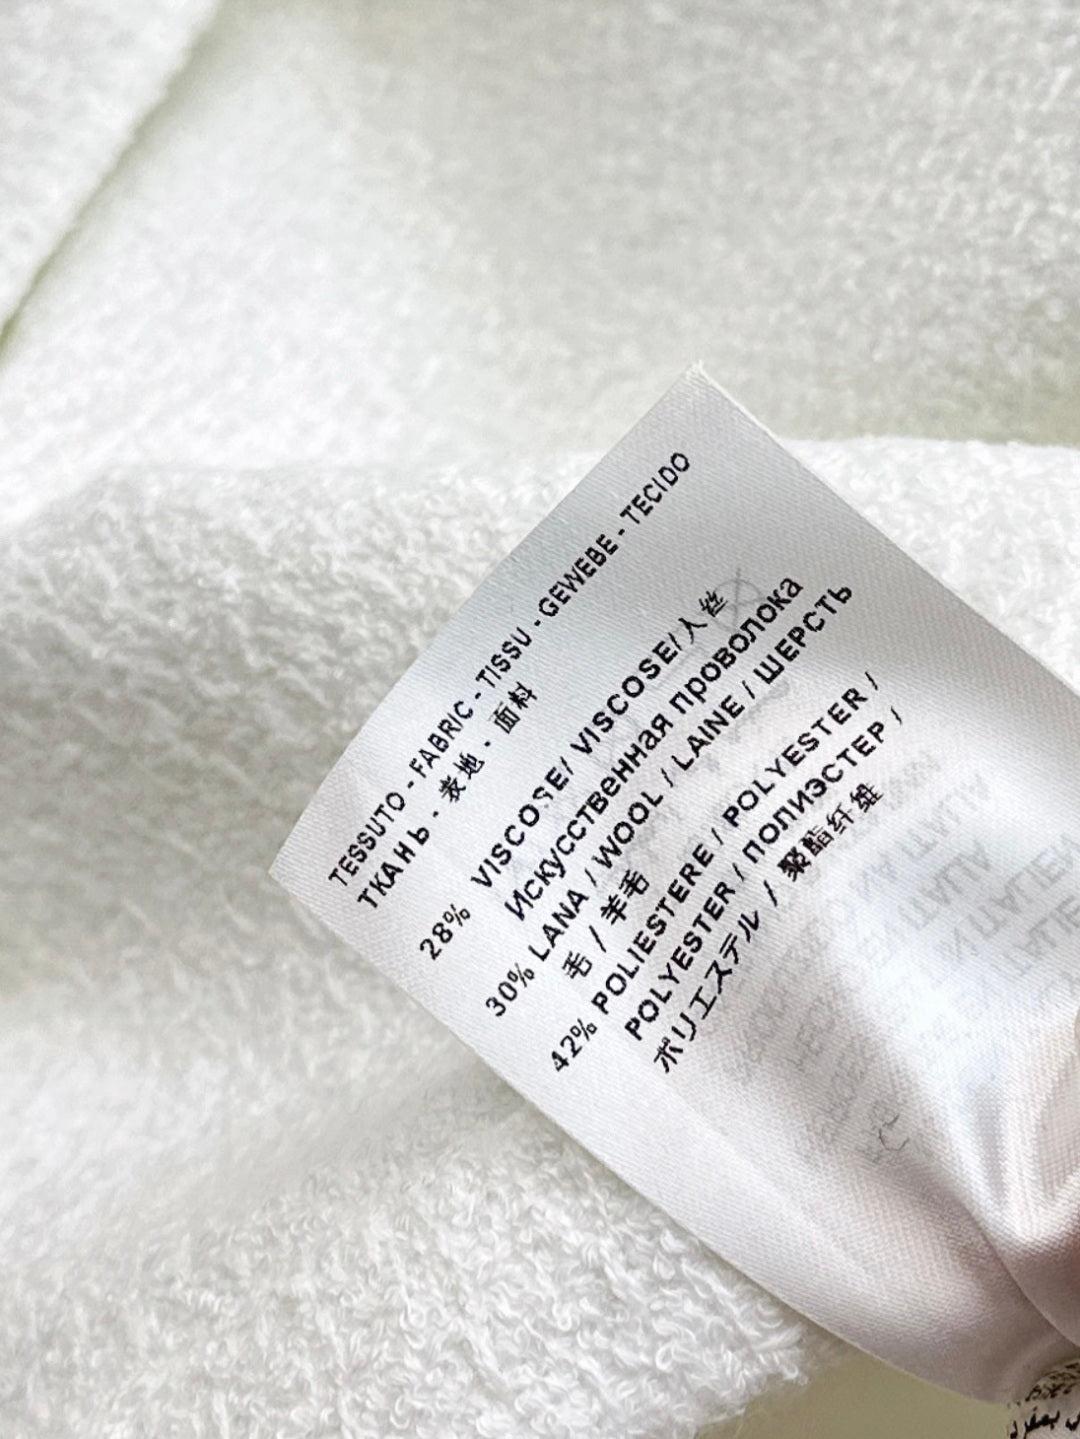 TESSUTO - FABRIC - TISSU - GEWEBE - TECIDO
ТКАНЬ - 表地 - 面料
28% VISCOSE/ VISCOSE/人丝
Искусственная проволока
30% LANA / WOOL / LAINE / ШЕРСТЬ
毛 / 羊毛
42% POLIESTERE / POLYESTER /
POLYESTER / ПОЛИЭСТЕР /
ポリエステル / 聚酯纤维